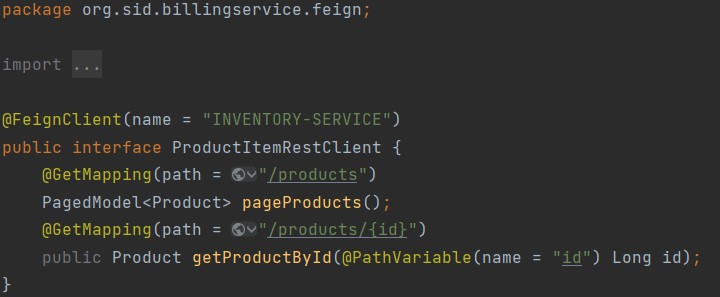 package org.sid.billingservice.feign;
import ...
@FeignClient(name = "INVENTORY-SERVICE")
public interface ProductItemRestClient {
@GetMapping(path = "/products")
PagedModel<Product> pageProducts();
@GetMapping(path = "/products/{id}")
public Product getProductById(@PathVariable(name = "id") Long id);
}